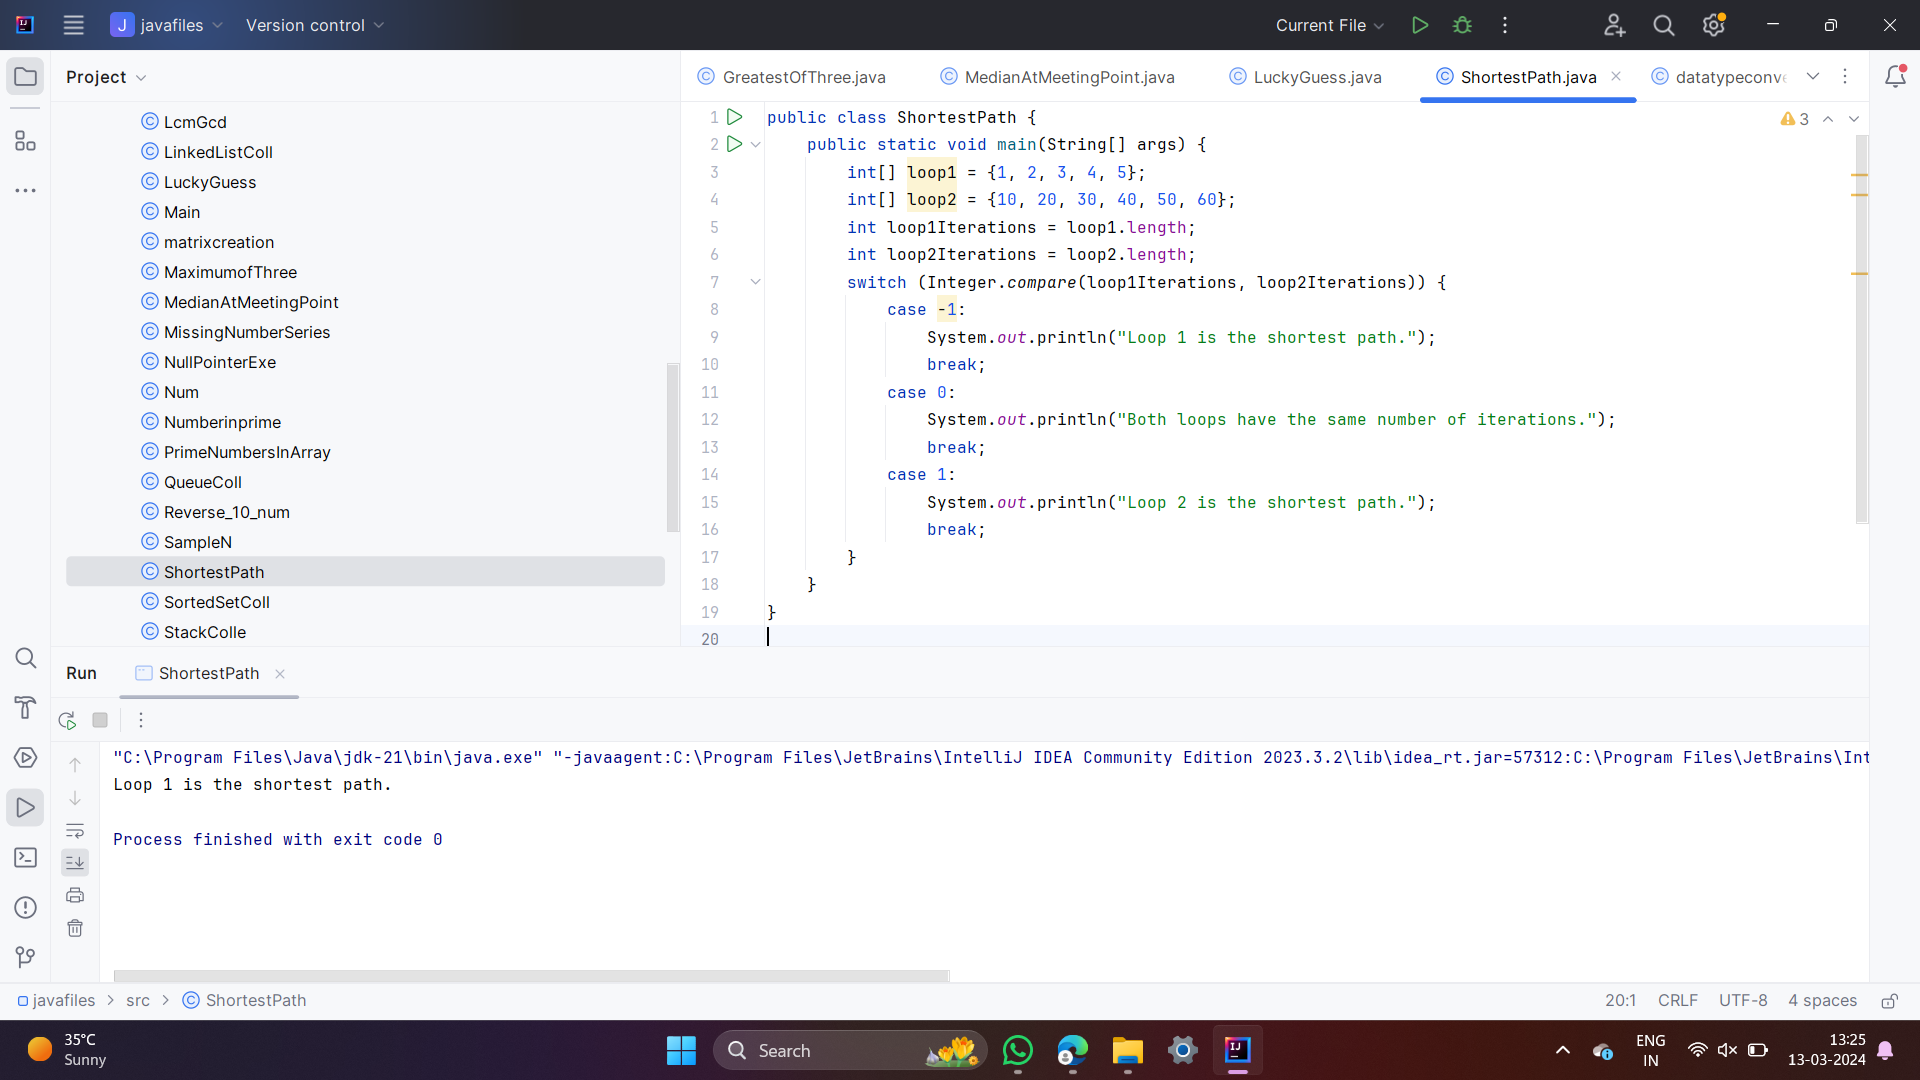 J javafiles Version control Current File
Project
GreatestOfThree.java MedianAtMeetingPoint.java LuckyGuess.java ShortestPath.java datatypeconv
LcmGcd
LinkedListColl
LuckyGuess
Main
matrixcreation
MaximumofThree
MedianAtMeetingPoint
MissingNumberSeries
NullPointerExe
Num
Numberinprime
PrimeNumbersInArray
QueueColl
Reverse_10_num
SampleN
ShortestPath
SortedSetColl
StackColle
3
1 public class ShortestPath {
2 public static void main(String[] args) {
3 int[] loop1 = {1, 2, 3, 4, 5};
4 int[] loop2 = {10, 20, 30, 40, 50, 60};
5 int loop1Iterations = loop1.length;
6 int loop2Iterations = loop2.length;
7 switch (Integer.compare(loop1Iterations, loop2Iterations)) {
8 case -1:
9 System.out.println("Loop 1 is the shortest path.");
10 break;
11 case 0:
12 System.out.println("Both loops have the same number of iterations.");
13 break;
14 case 1:
15 System.out.println("Loop 2 is the shortest path.");
16 break;
17 }
18 }
19 }
20
Run ShortestPath
"C:\Program Files\Java\jdk-21\bin\java.exe" "-javaagent:C:\Program Files\JetBrains\IntelliJ IDEA Community Edition 2023.3.2\lib\idea_rt.jar=57312:C:\Program Files\JetBrains\Int
Loop 1 is the shortest path.
Process finished with exit code 0
javafiles > src > ShortestPath 20:1 CRLF UTF-8 4 spaces
35°C
Sunny
Search
ENG
IN
13:25
13-03-2024